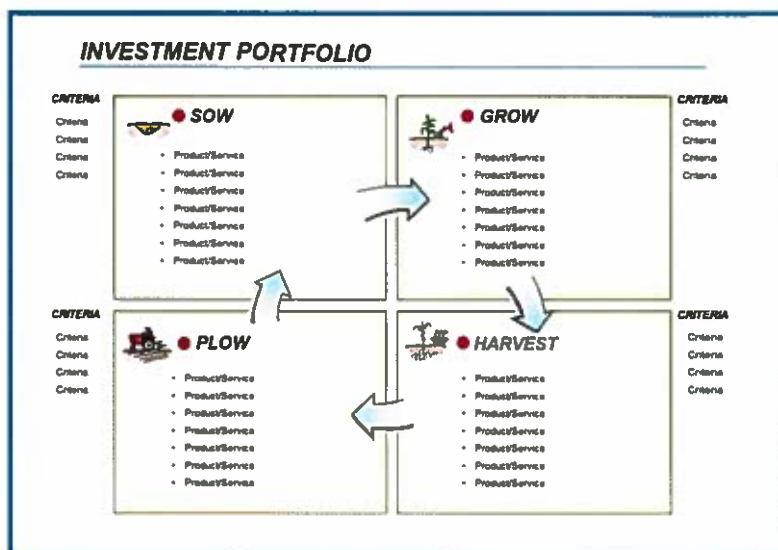 INVESTMENT PORTFOLIO
CRITERIA
Criteria
Criteria
Criteria
Criteria
SOW
• Product/Service
• Product/Service
• Product/Service
• Product/Service
• Product/Service
• Product/Service
• Product/Service
GROW
• Product/Service
• Product/Service
• Product/Service
• Product/Service
• Product/Service
• Product/Service
• Product/Service
CRITERIA
Criteria
Criteria
Criteria
Criteria
CRITERIA
Criteria
Criteria
Criteria
Criteria
PLOW
• Product/Service
• Product/Service
• Product/Service
• Product/Service
• Product/Service
• Product/Service
• Product/Service
HARVEST
• Product/Service
• Product/Service
• Product/Service
• Product/Service
• Product/Service
• Product/Service
• Product/Service
CRITERIA
Criteria
Criteria
Criteria
Criteria